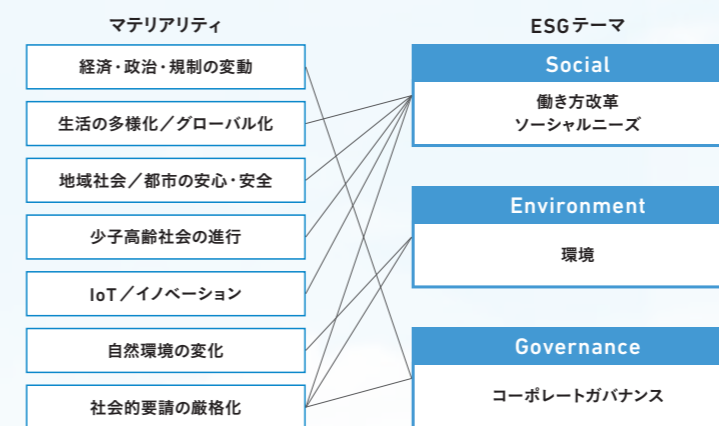 マテリアリティ
経済・政治・規制の変動
生活の多様化／グローバル化
地域社会／都市の安心・安全
少子高齢社会の進行
IoT／イノベーション
自然環境の変化
社会的要請の厳格化
ESGテーマ
Social
働き方改革
ソーシャルニーズ
Environment
環境
Governance
コーポレートガバナンス